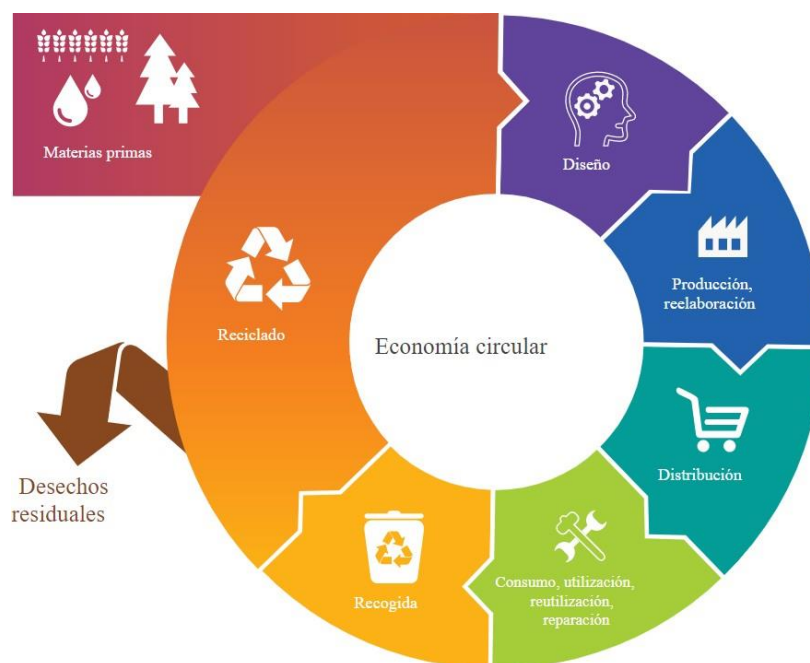 Materias primas
Diseño
Producción,
reelaboración
Distribución
Consumo, utilización,
reutilización,
reparación
Recogida
Reciclado
Desechos
residuales
Economía circular